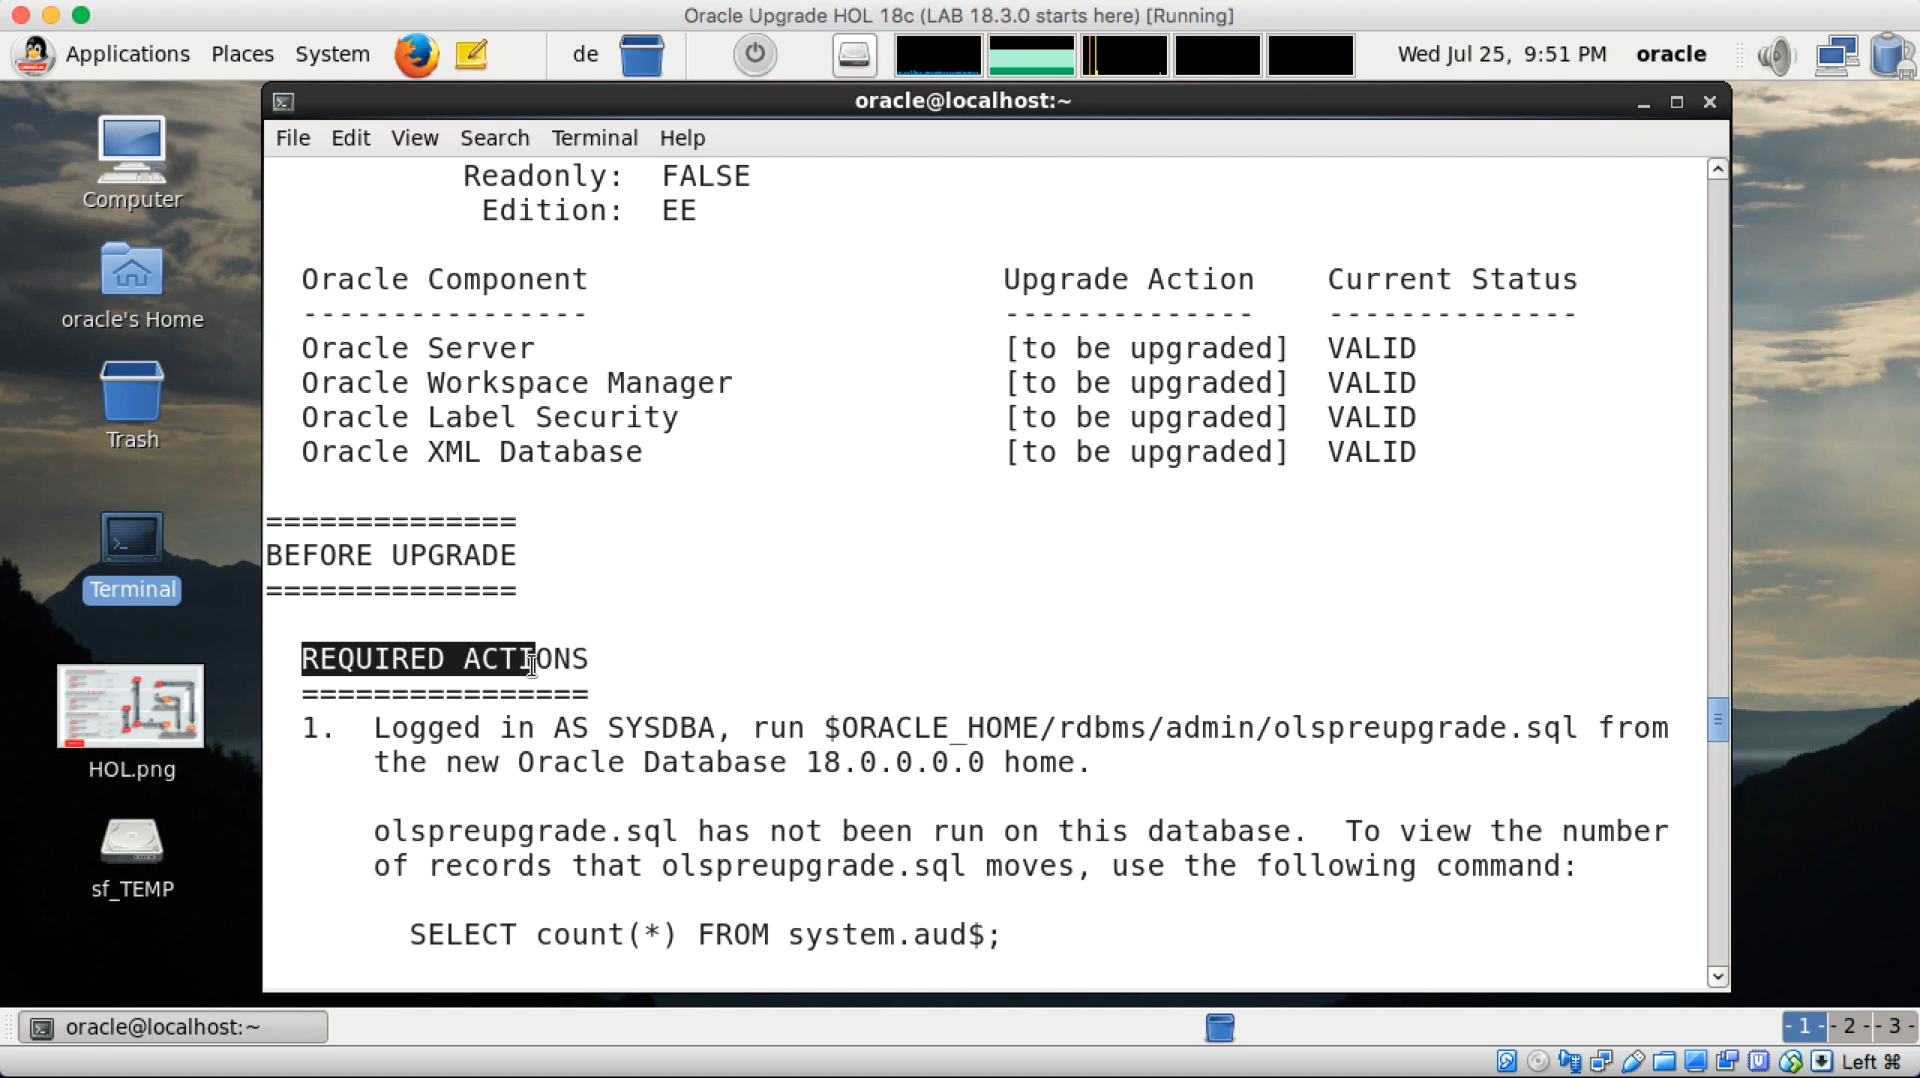 Oracle Upgrade HOL 18c (LAB 18.3.0 starts here) [Running]
Applications Places System de Wed Jul 25, 9:51 PM oracle
oracle@localhost:~
File Edit View Search Terminal Help
Computer
oracle's Home
Trash
Terminal
HOL.png
sf_TEMP
Readonly: FALSE
Edition: EE
Oracle Component Upgrade Action Current Status
---------------- -------------- --------------
Oracle Server [to be upgraded] VALID
Oracle Workspace Manager [to be upgraded] VALID
Oracle Label Security [to be upgraded] VALID
Oracle XML Database [to be upgraded] VALID
==============
BEFORE UPGRADE
==============
REQUIRED ACTIONS
================
1. Logged in AS SYSDBA, run $ORACLE_HOME/rdbms/admin/olspreupgrade.sql from
the new Oracle Database 18.0.0.0.0 home.
olspreupgrade.sql has not been run on this database. To view the number
of records that olspreupgrade.sql moves, use the following command:
SELECT count(*) FROM system.aud$;
oracle@localhost:~
- 1 - - 2 - - 3 -
Left ⌘